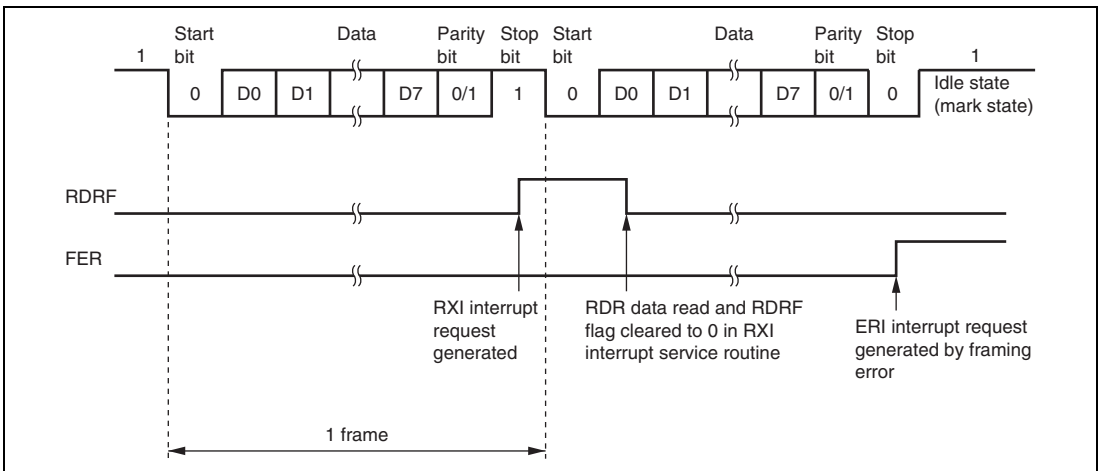 Start Data Parity Stop Start Data Parity Stop
1 bit bit bit bit bit bit 1
0 D0 D1 D7 0/1 1 0 D0 D1 D7 0/1 0 Idle state
(mark state)
RDRF
FER
RXI interrupt
request
generated
RDR data read and RDRF
flag cleared to 0 in RXI
interrupt service routine
ERI interrupt request
generated by framing
error
1 frame